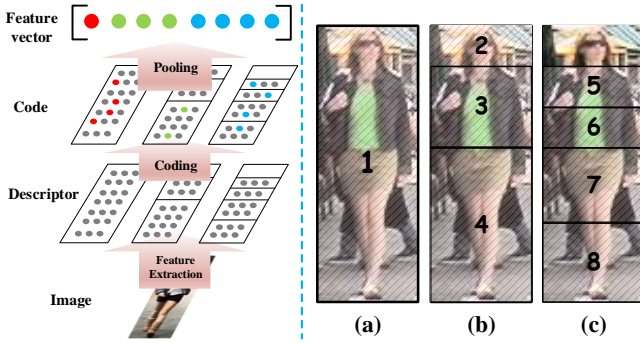 Feature
vector
Pooling
Code
Coding
Descriptor
Feature
Extraction
Image
1
2
3
4
5
6
7
8
(a)
(b)
(c)